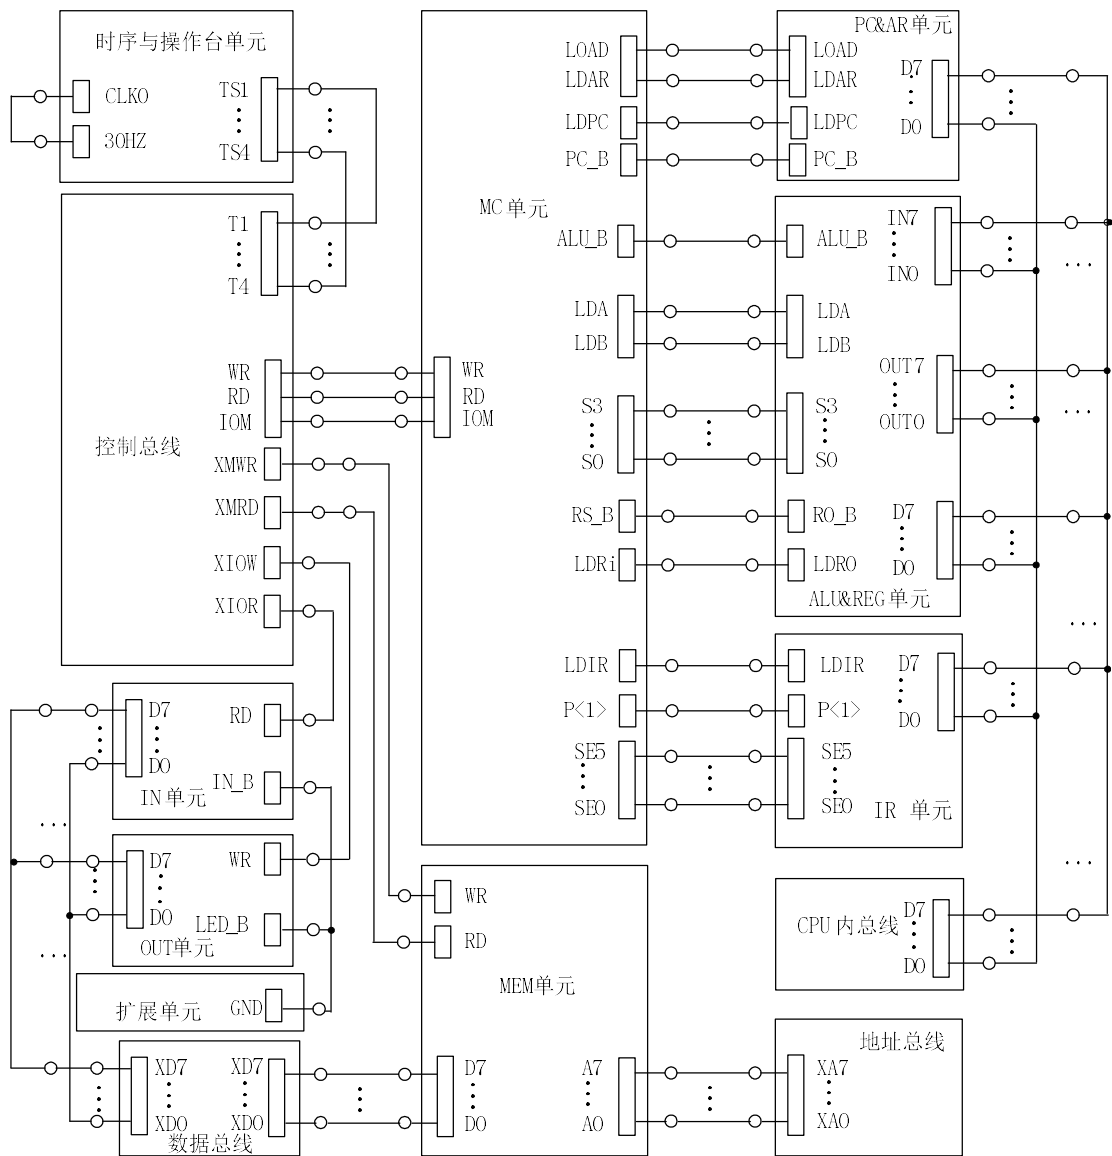 时序与操作台单元
CLK0
30HZ
TS1
TS4
控制总线
T1
T4
WR
RD
IOM
XMWR
XMRD
XIOW
XIOR
IN单元
D7
D0
RD
IN_B
...
OUT单元
D7
D0
WR
LED_B
...
扩展单元
GND
数据总线
XD7
XD0
XD7
XD0
MC单元
WR
RD
IOM
LOAD
LDAR
LDPC
PC_B
ALU_B
LDA
LDB
S3
S0
RS_B
LDRi
LDIR
P<1>
SE5
SE0
MEM单元
WR
RD
D7
D0
A7
A0
PC&AR单元
LOAD
LDAR
LDPC
PC_B
D7
D0
ALU_B
LDA
LDB
S3
S0
R0_B
LDR0
IN7
IN0
...
OUT7
OUT0
...
D7
D0
ALU&REG单元
...
LDIR
P<1>
SE5
SE0
D7
D0
IR 单元
...
CPU内总线
D7
D0
地址总线
XA7
XA0